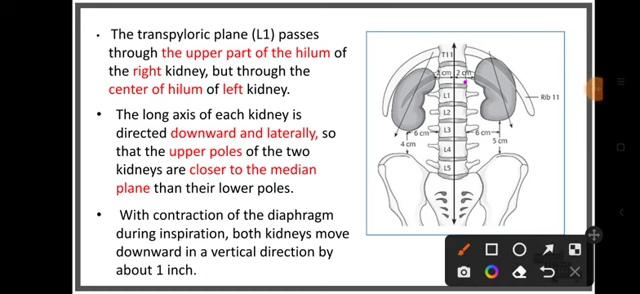 • The transpyloric plane (L1) passes
through the upper part of the hilum of
the right kidney, but through the
center of hilum of left kidney.
• The long axis of each kidney is
directed downward and laterally, so
that the upper poles of the two
kidneys are closer to the median
plane than their lower poles.
• With contraction of the diaphragm
during inspiration, both kidneys move
downward in a vertical direction by
about 1 inch.
T11
2 cm 2 cm
L1
Rib 11
L2
6 cm L3 6 cm
4 cm 5 cm
L4
L5